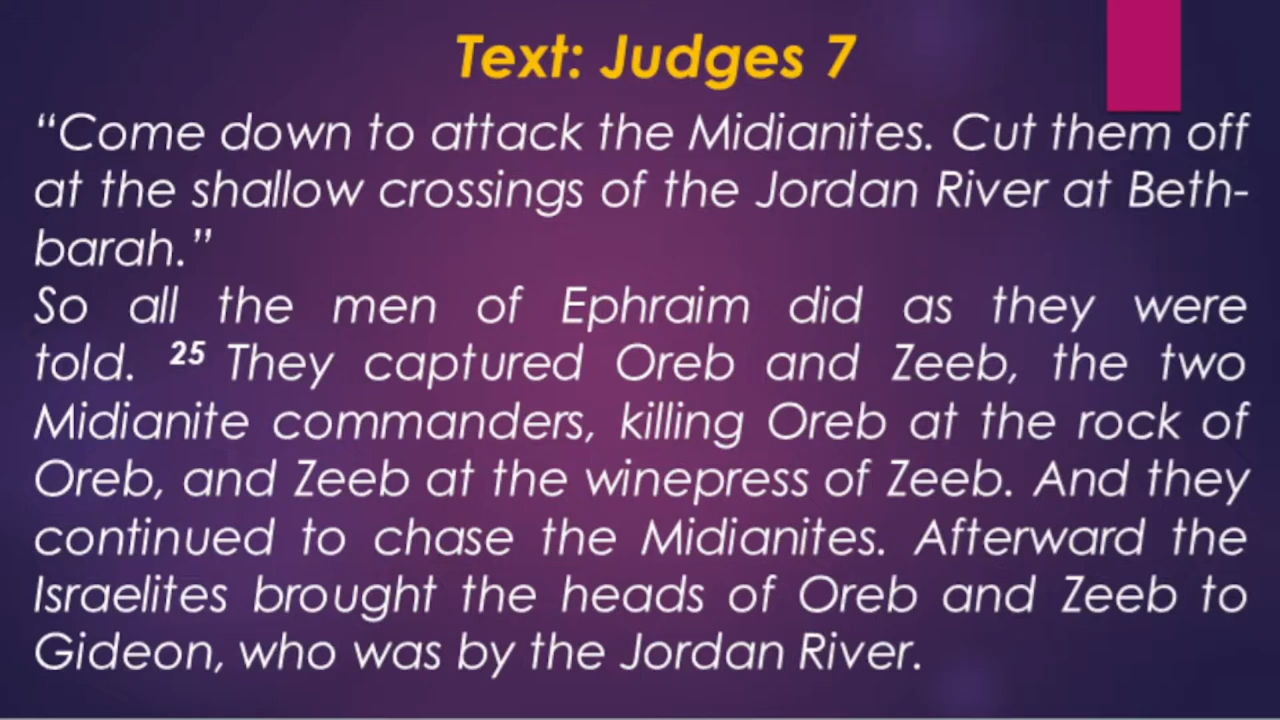 Text: Judges 7
“Come down to attack the Midianites. Cut them off
at the shallow crossings of the Jordan River at Beth-
barah.”
So all the men of Ephraim did as they were
told. 25 They captured Oreb and Zeeb, the two
Midianite commanders, killing Oreb at the rock of
Oreb, and Zeeb at the winepress of Zeeb. And they
continued to chase the Midianites. Afterward the
Israelites brought the heads of Oreb and Zeeb to
Gideon, who was by the Jordan River.